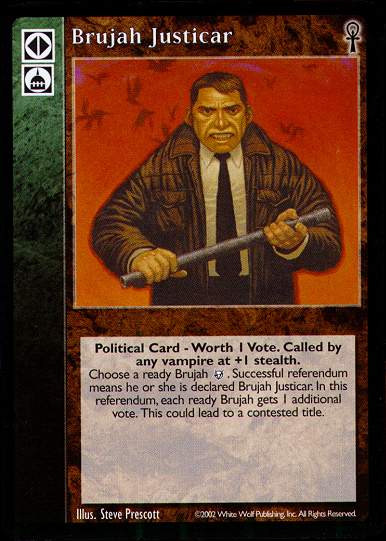 Brujah Justicar
Political Card - Worth 1 Vote. Called by
any vampire at +1 stealth.
Choose a ready Brujah . Successful referendum
means he or she is declared Brujah Justicar. In this
referendum, each ready Brujah gets 1 additional
vote. This could lead to a contested title.
Illus. Steve Prescott
©2002 White Wolf Publishing, Inc. All Rights Reserved.